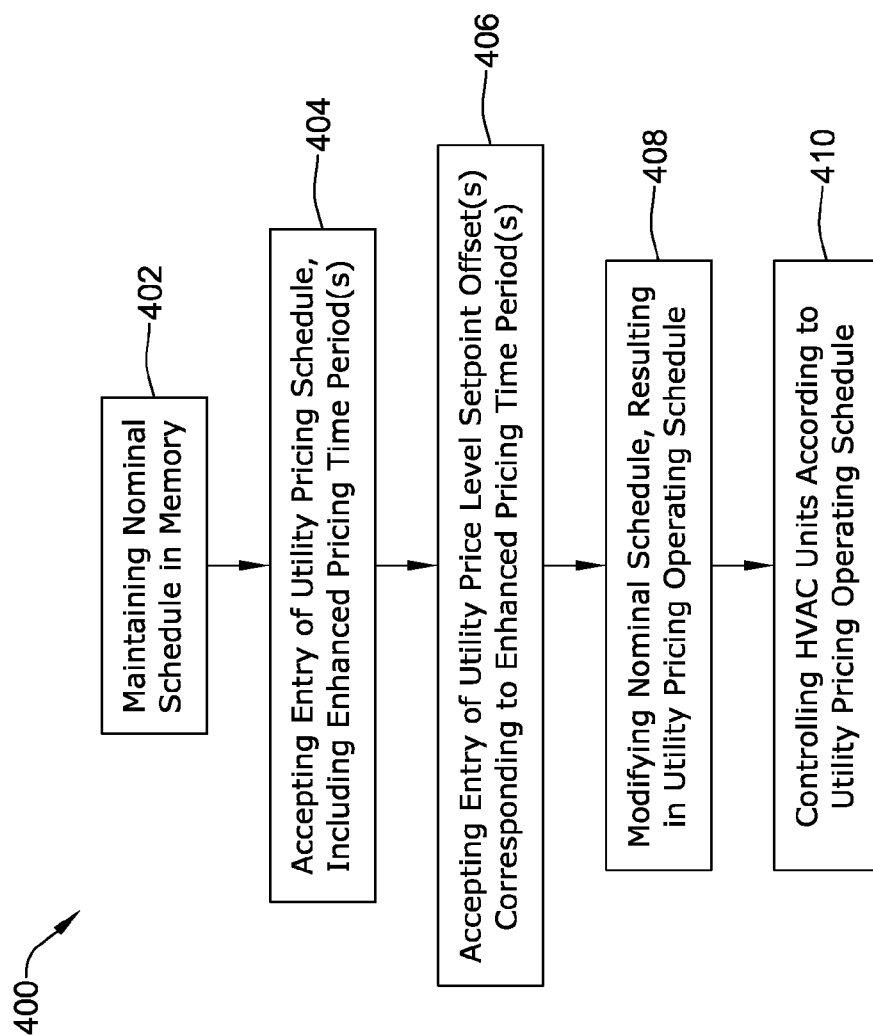 400
Maintaining Nominal
Schedule in Memory
402
Accepting Entry of Utility Pricing Schedule,
Including Enhanced Pricing Time Period(s)
404
Accepting Entry of Utility Price Level Setpoint Offset(s)
Corresponding to Enhanced Pricing Time Period(s)
406
Modifying Nominal Schedule, Resulting
in Utility Pricing Operating Schedule
408
Controlling HVAC Units According to
Utility Pricing Operating Schedule
410